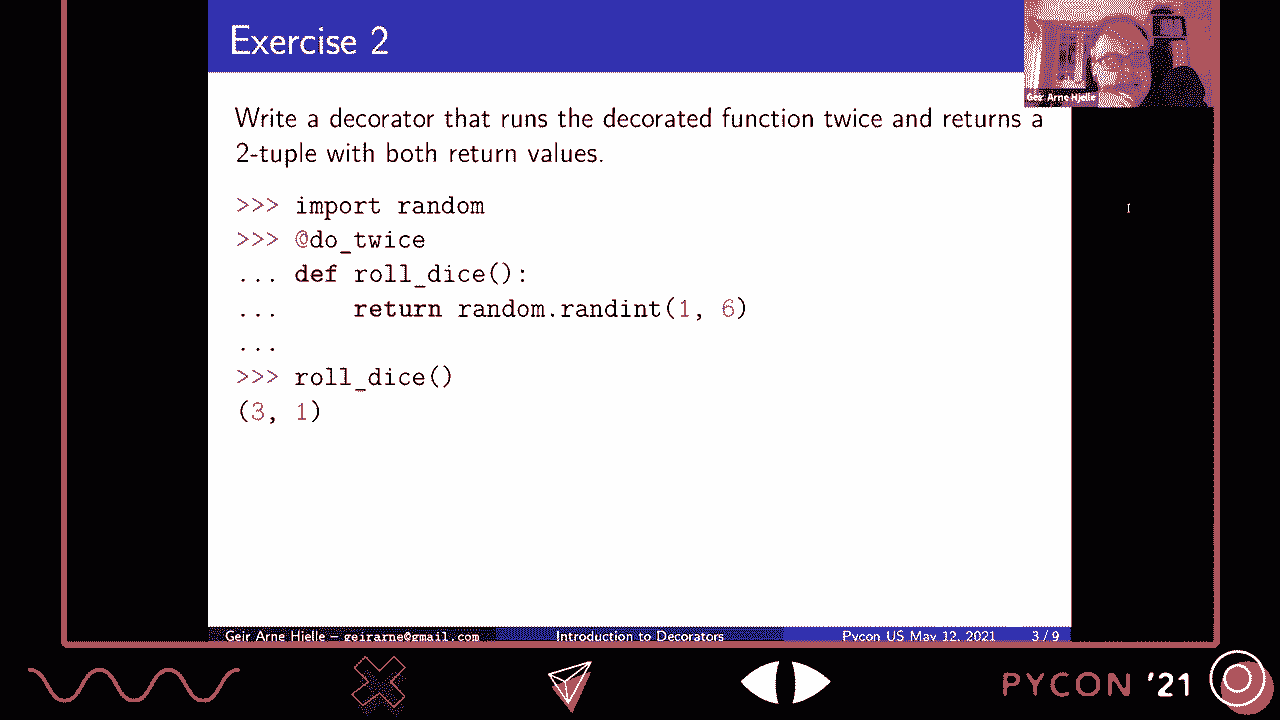 Exercise 2
Geir Arne Hjelle
Write a decorator that runs the decorated function twice and returns a
2-tuple with both return values.
>>> import random
>>> @do_twice
... def roll_dice():
...     return random.randint(1, 6)
...
>>> roll_dice()
(3, 1)
Geir Arne Hjelle – geirarne@gmail.com Introduction to Decorators Pycon US May 12, 2021 3 / 9
PYCON '21